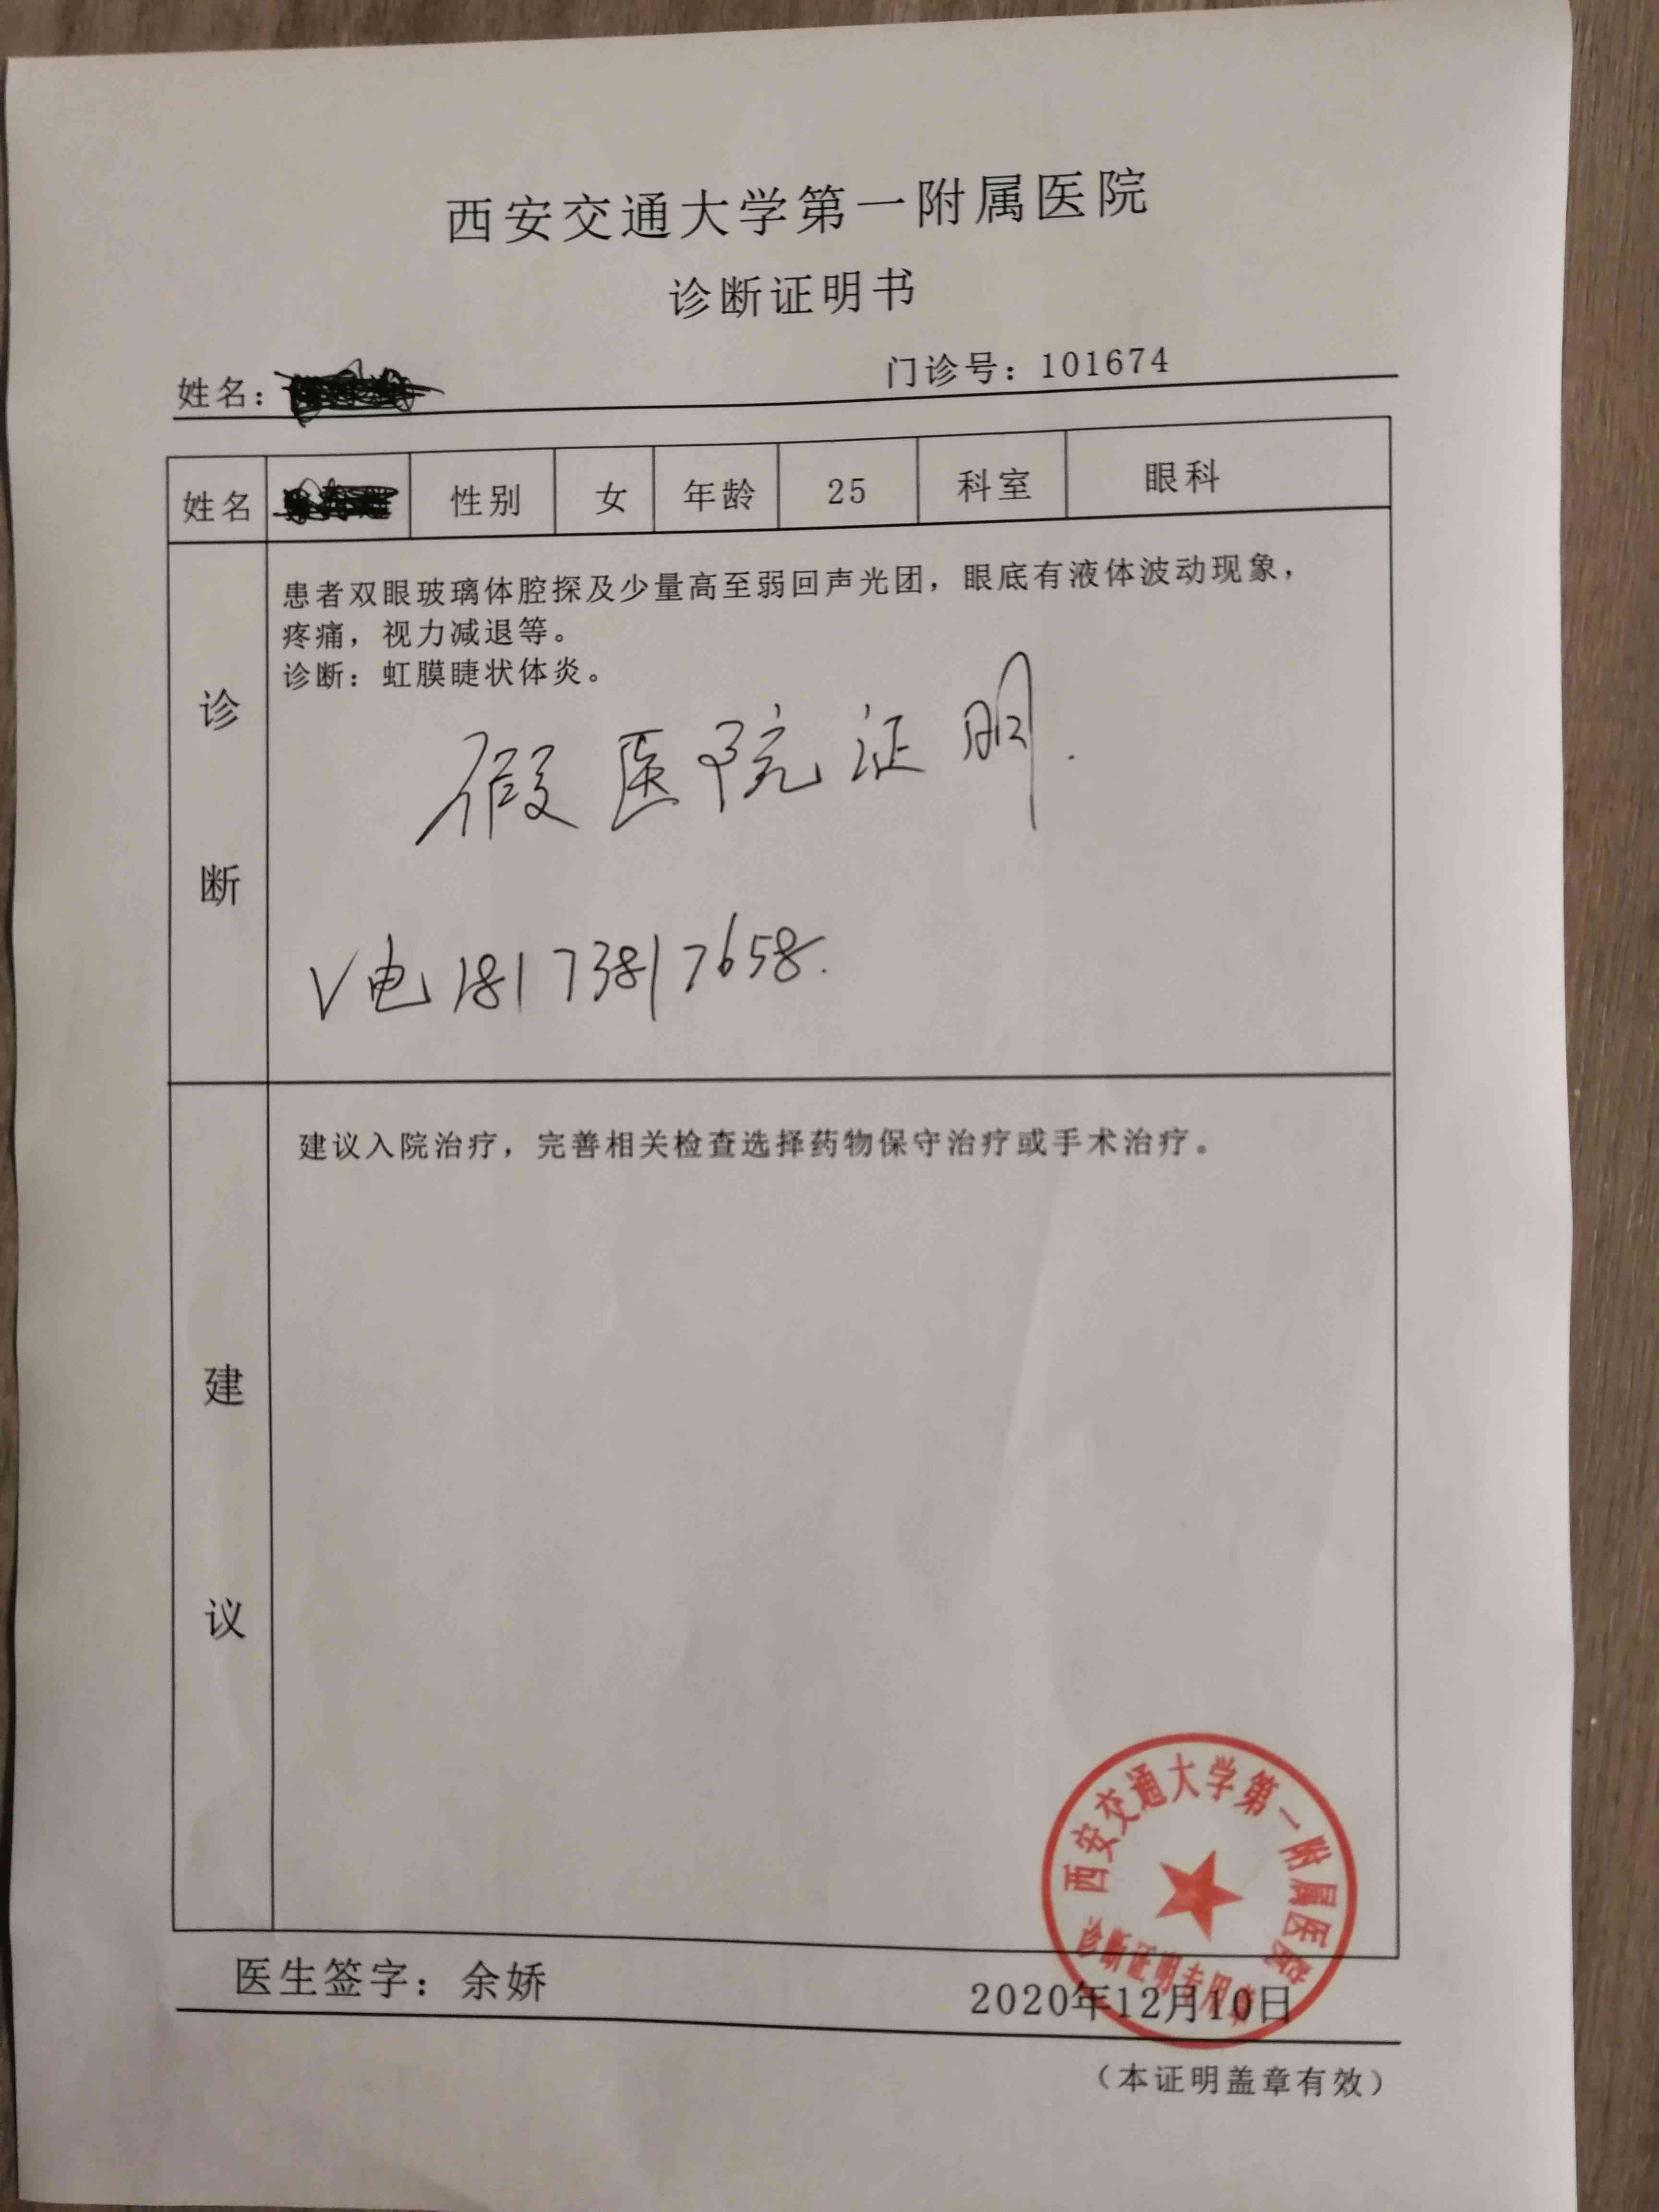 西安交通大学第一附属医院
诊断证明书
姓名： 门诊号：101674
姓名 性别 女 年龄 25 科室 眼科
诊断
患者双眼玻璃体腔探及少量高至弱回声光团，眼底有液体波动现象，
疼痛，视力减退等。
诊断：虹膜睫状体炎。
假医院证明.
V电18173817658.
建议
建议入院治疗，完善相关检查选择药物保守治疗或手术治疗。
西安交通大学第一附属医院
诊断证明专用章
医生签字：余娇 2020年12月10日
（本证明盖章有效）